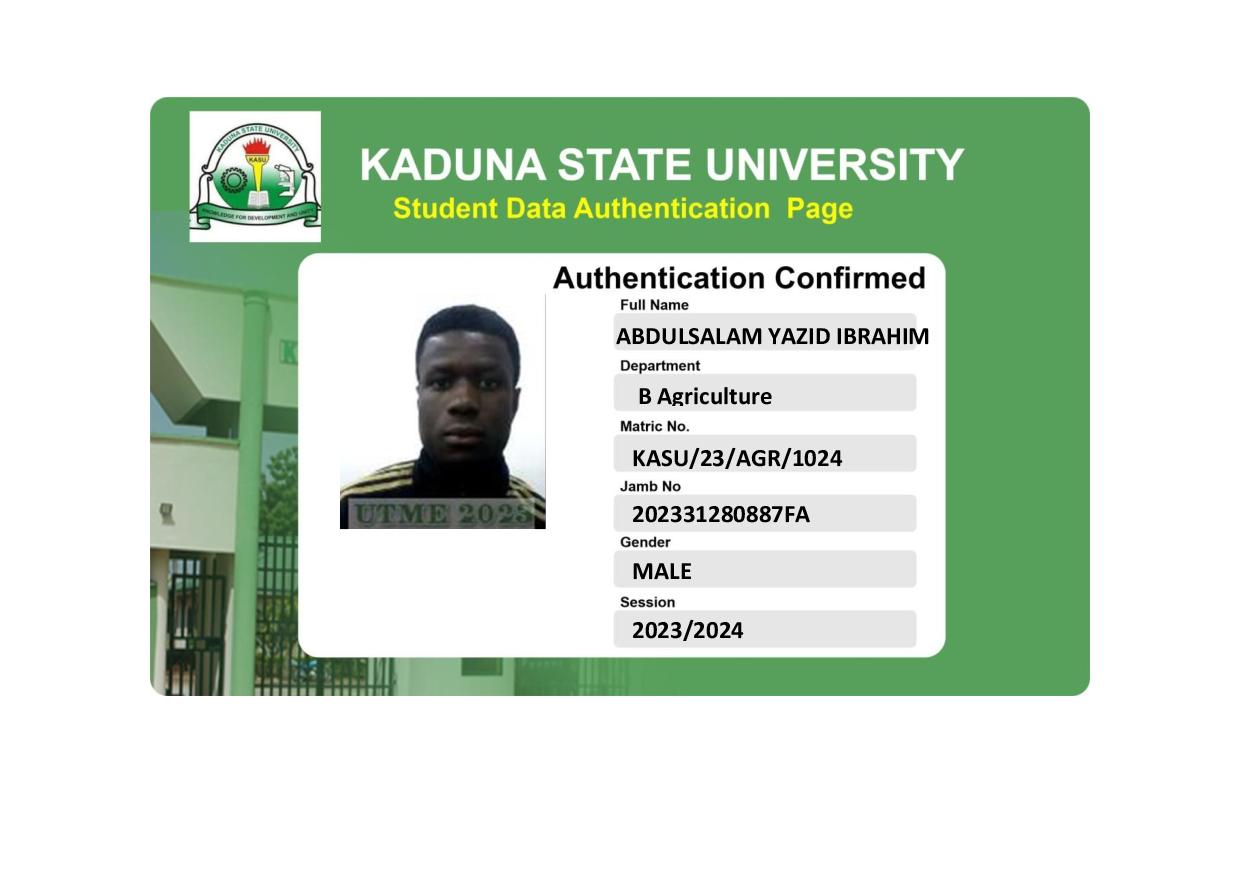 KADUNA STATE UNIVERSITY
KASU
KNOWLEDGE FOR DEVELOPMENT AND UNITY
KADUNA STATE UNIVERSITY
Student Data Authentication Page
Authentication Confirmed
Full Name
ABDULSALAM YAZID IBRAHIM
Department
B Agriculture
Matric No.
KASU/23/AGR/1024
Jamb No
202331280887FA
Gender
MALE
Session
2023/2024
UTME 2023
K